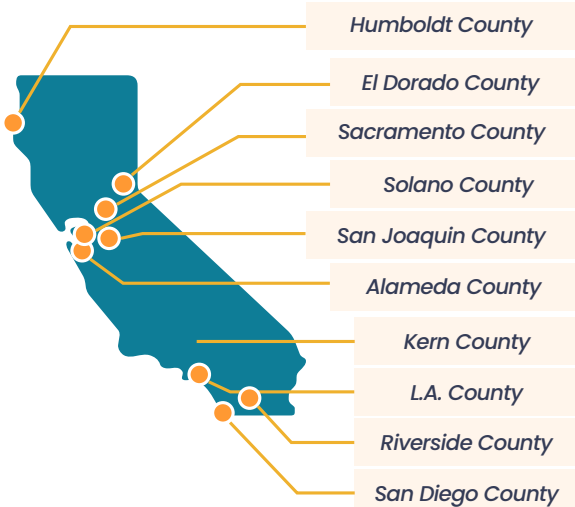 Humboldt County
El Dorado County
Sacramento County
Solano County
San Joaquin County
Alameda County
Kern County
L.A. County
Riverside County
San Diego County